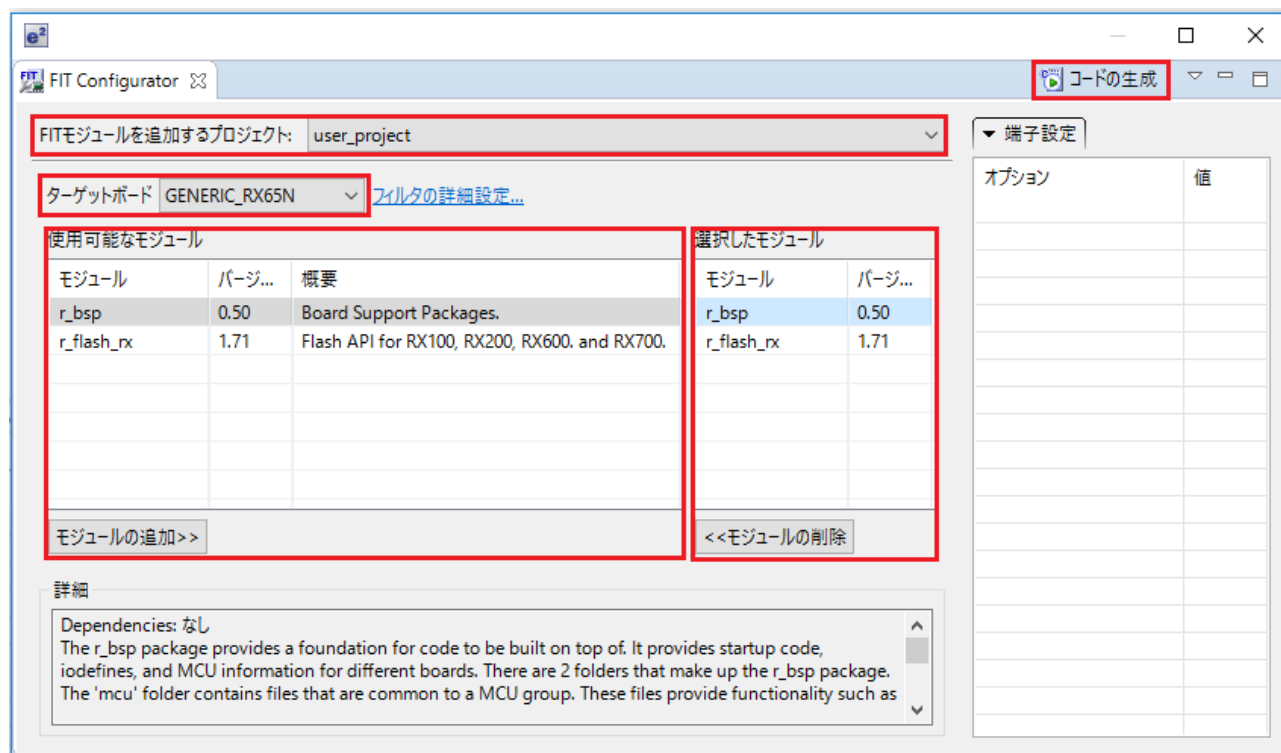 e²
FIT Configurator
コードの生成
FITモジュールを追加するプロジェクト: user_project
ターゲットボード GENERIC_RX65N フィルタの詳細設定...
使用可能なモジュール
モジュール バージ... 概要
r_bsp 0.50 Board Support Packages.
r_flash_rx 1.71 Flash API for RX100, RX200, RX600. and RX700.
モジュールの追加>>
選択したモジュール
モジュール バージ...
r_bsp 0.50
r_flash_rx 1.71
<<モジュールの削除
詳細
Dependencies: なし
The r_bsp package provides a foundation for code to be built on top of. It provides startup code,
iodefines, and MCU information for different boards. There are 2 folders that make up the r_bsp package.
The 'mcu' folder contains files that are common to a MCU group. These files provide functionality such as
端子設定
オプション 値